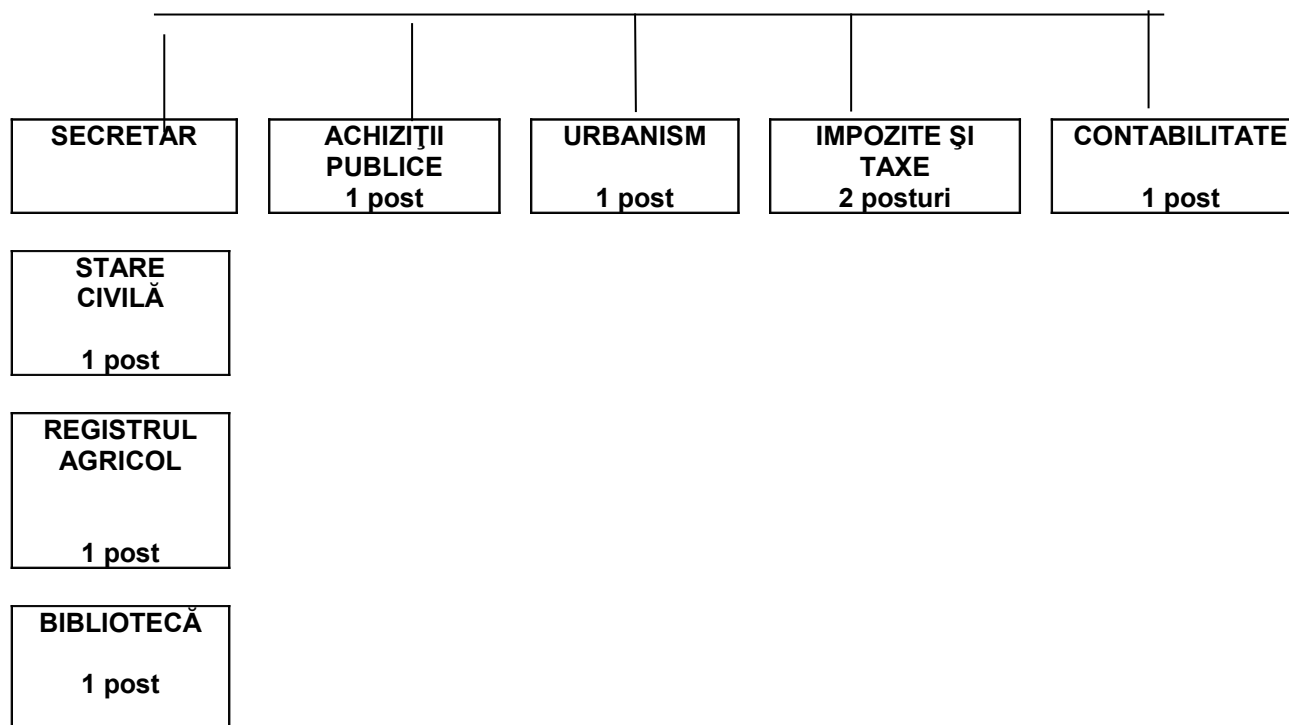 SECRETAR
ACHIZIŢII
PUBLICE
1 post
URBANISM
1 post
IMPOZITE ŞI
TAXE
2 posturi
CONTABILITATE
1 post
STARE
CIVILĂ
1 post
REGISTRUL
AGRICOL
1 post
BIBLIOTECĂ
1 post